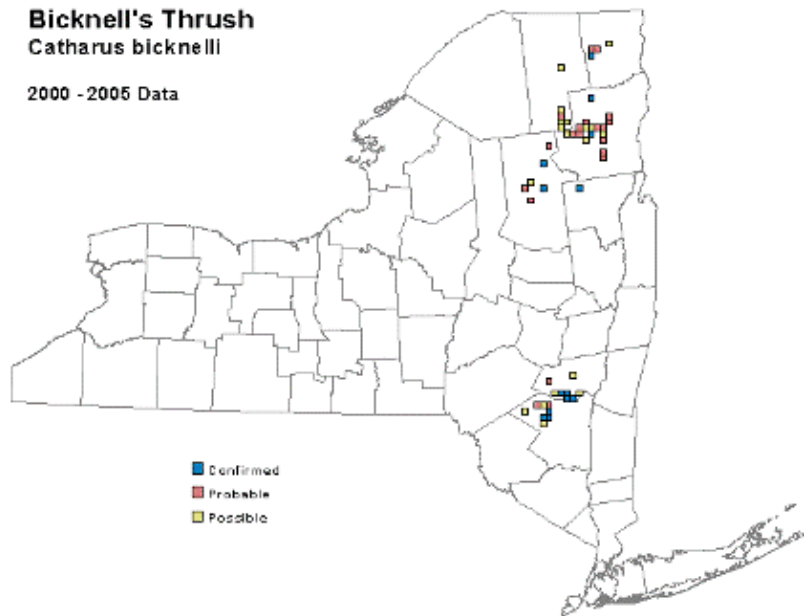 Bicknell's Thrush
Catharus bicknelli
2000 - 2005 Data
Confirmed
Probable
Possible